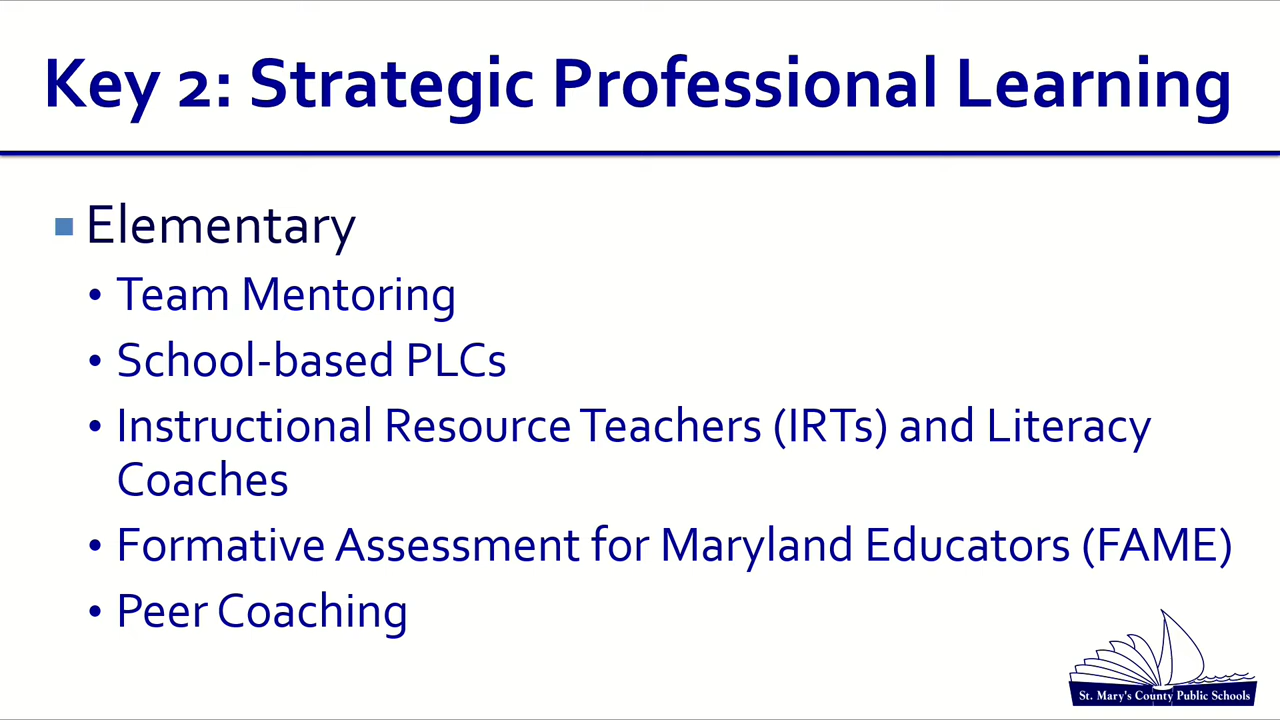 Key 2: Strategic Professional Learning
Elementary
• Team Mentoring
• School-based PLCs
• Instructional Resource Teachers (IRTs) and Literacy
Coaches
• Formative Assessment for Maryland Educators (FAME)
• Peer Coaching
St. Mary's County Public Schools